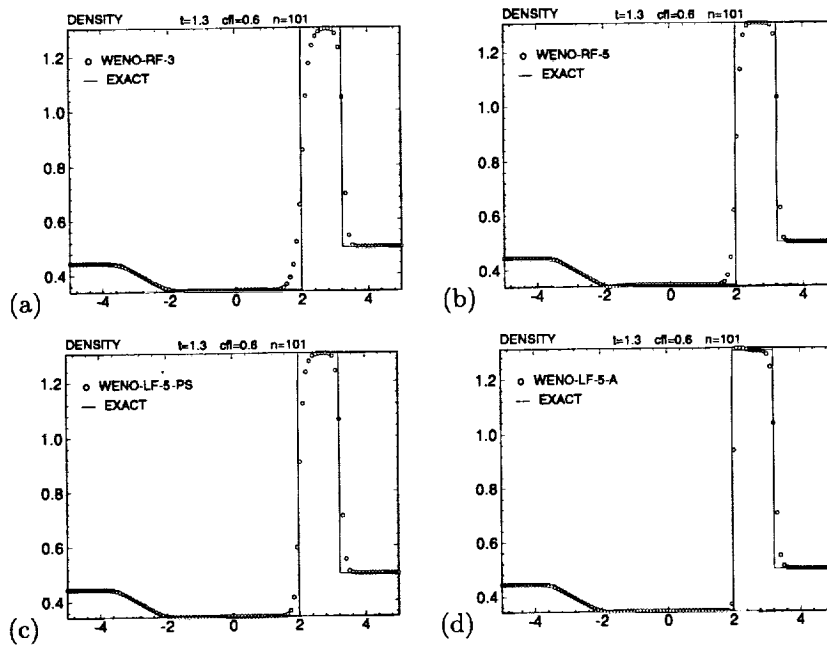 DENSITY t=1.3 cfl=0.6 n=101
WENO-RF-3
EXACT
1.2
1.0
0.8
0.6
0.4
-4 -2 0 2 4
(a)
DENSITY t=1.3 cfl=0.6 n=101
WENO-RF-5
EXACT
1.2
1.0
0.8
0.6
0.4
-4 -2 0 2 4
(b)
DENSITY t=1.3 cfl=0.6 n=101
WENO-LF-5-PS
EXACT
1.2
1.0
0.8
0.6
0.4
-4 -2 0 2 4
(c)
DENSITY t=1.3 cfl=0.6 n=101
WENO-LF-5-A
EXACT
1.2
1.0
0.8
0.6
0.4
-4 -2 0 2 4
(d)